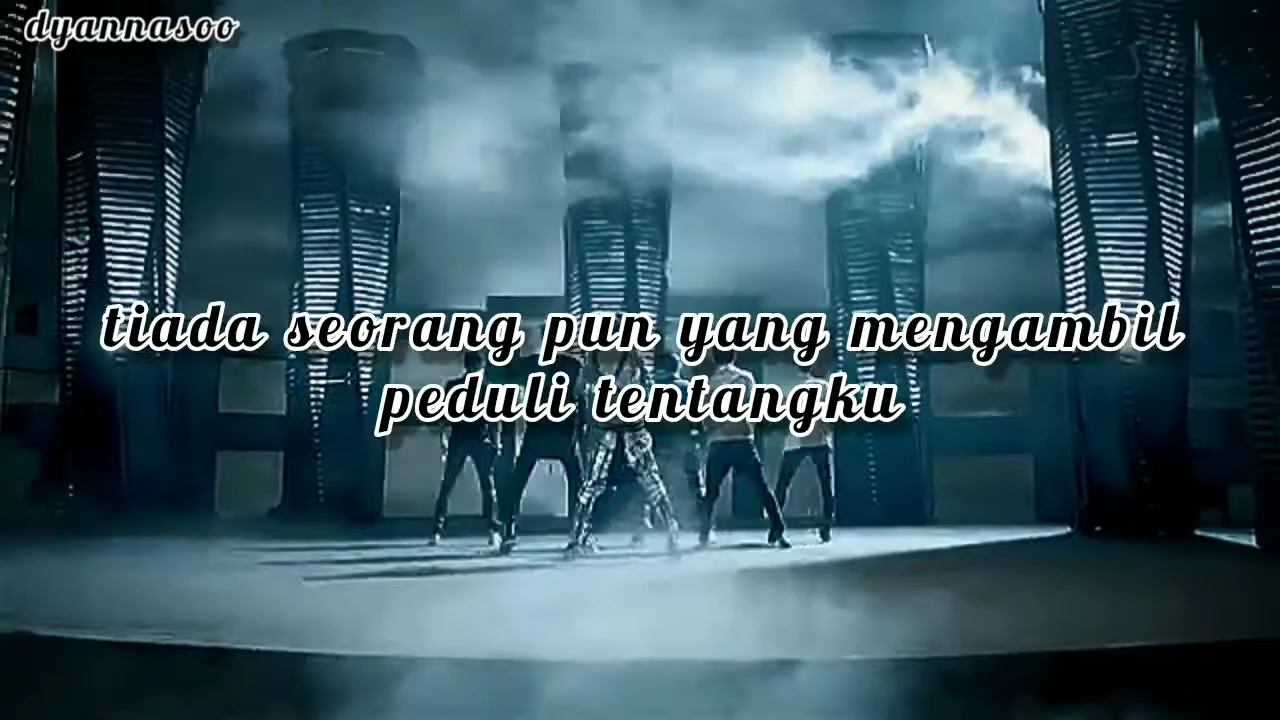 dyannasoo
tiada seorang pun yang mengambil
peduli tentangku